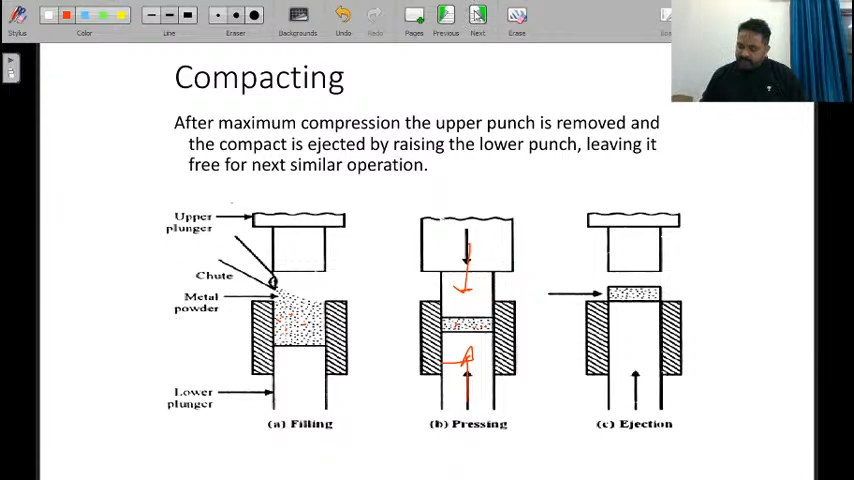 Stylus
Color
Line
Eraser
Backgrounds
Undo
Redo
Pages
Previous
Next
Erase
Compacting
After maximum compression the upper punch is removed and
the compact is ejected by raising the lower punch, leaving it
free for next similar operation.
Upper
plunger
Chute
Metal
powder
Lower
plunger
(a) Filling
(b) Pressing
(c) Ejection